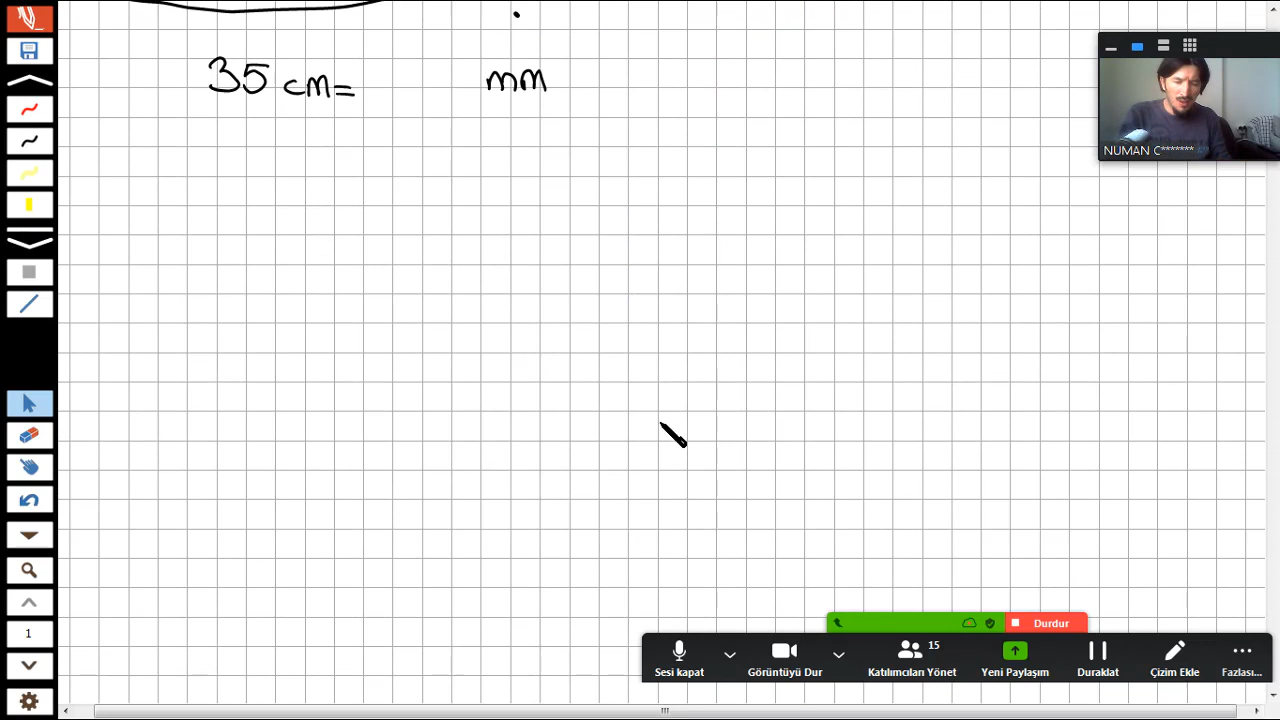 35 cm= mm
NUMAN C*******
1
Durdur
15
Sesi kapat
Görüntüyü Dur
Katılımcıları Yönet
Yeni Paylaşım
Duraklat
Çizim Ekle
Fazlası...